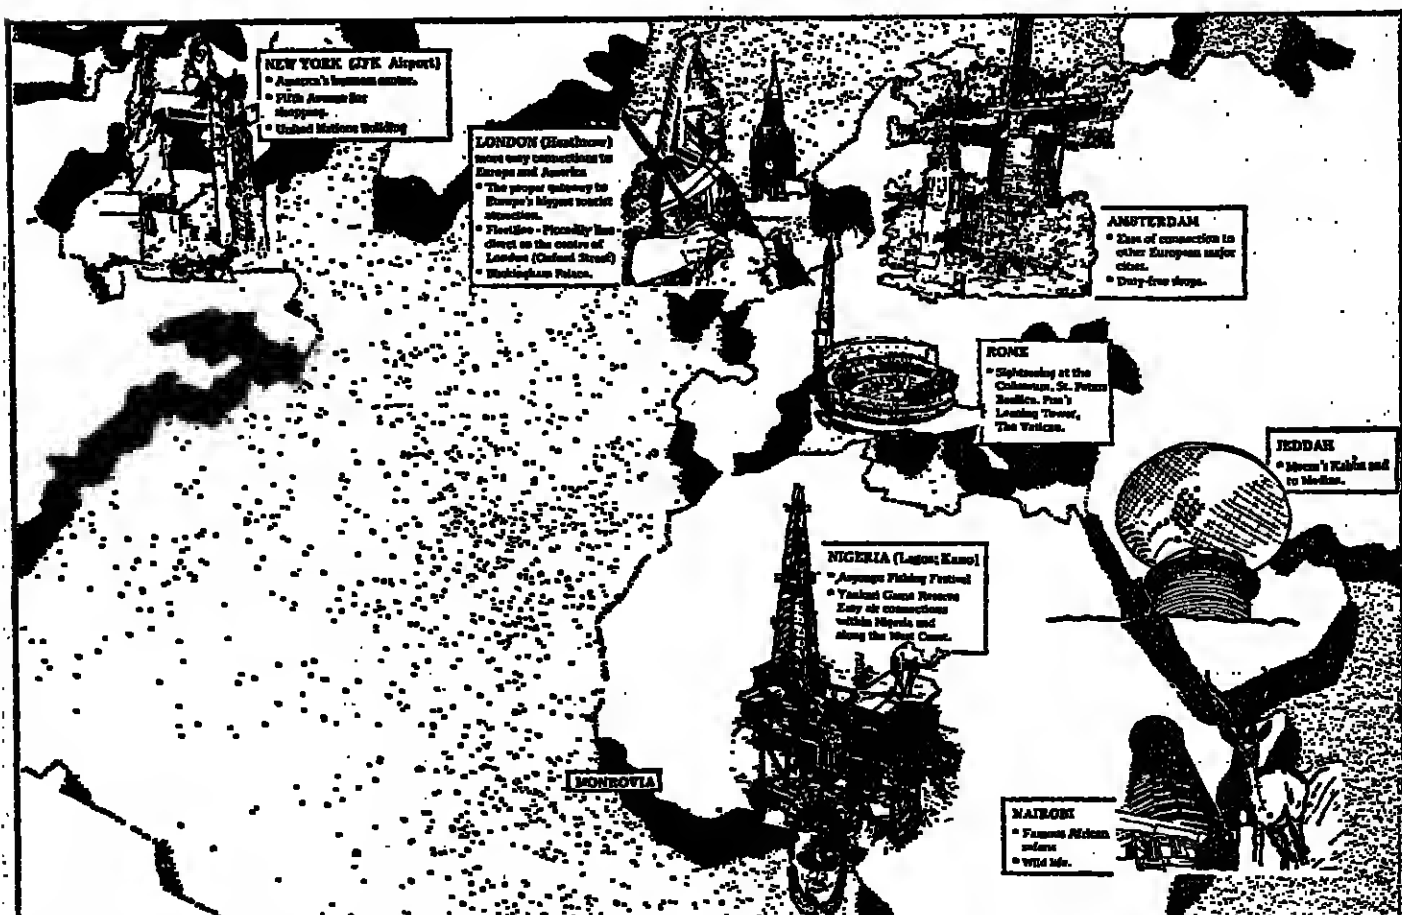 NEW YORK (JFK Airport)
* America's business center.
* Fifth Avenue for
shopping.
* United Nations Building
LONDON (Heathrow)
more easy connections to
Europe and America
* The proper gateway to
Europe's biggest tourist
attraction.
* Piccadilly line
direct to the centre of
London (Oxford Street)
* Buckingham Palace.
AMSTERDAM
* Ease of connection to
other European major
cities.
* Duty-free shops.
ROME
* Sightseeing at the
Coliseum, St. Peters
Basilica, Pisa's
Leaning Tower,
The Vatican.
JEDDAH
* Mecca's Kabba and
to Medina.
NIGERIA (Lagos; Kano)
* Argungu Fishing Festival
* Yankari Game Reserve
Easy air connections
within Nigeria and
along the West Coast.
MONROVIA
NAIROBI
* Famous African
safaris
* Wild life.